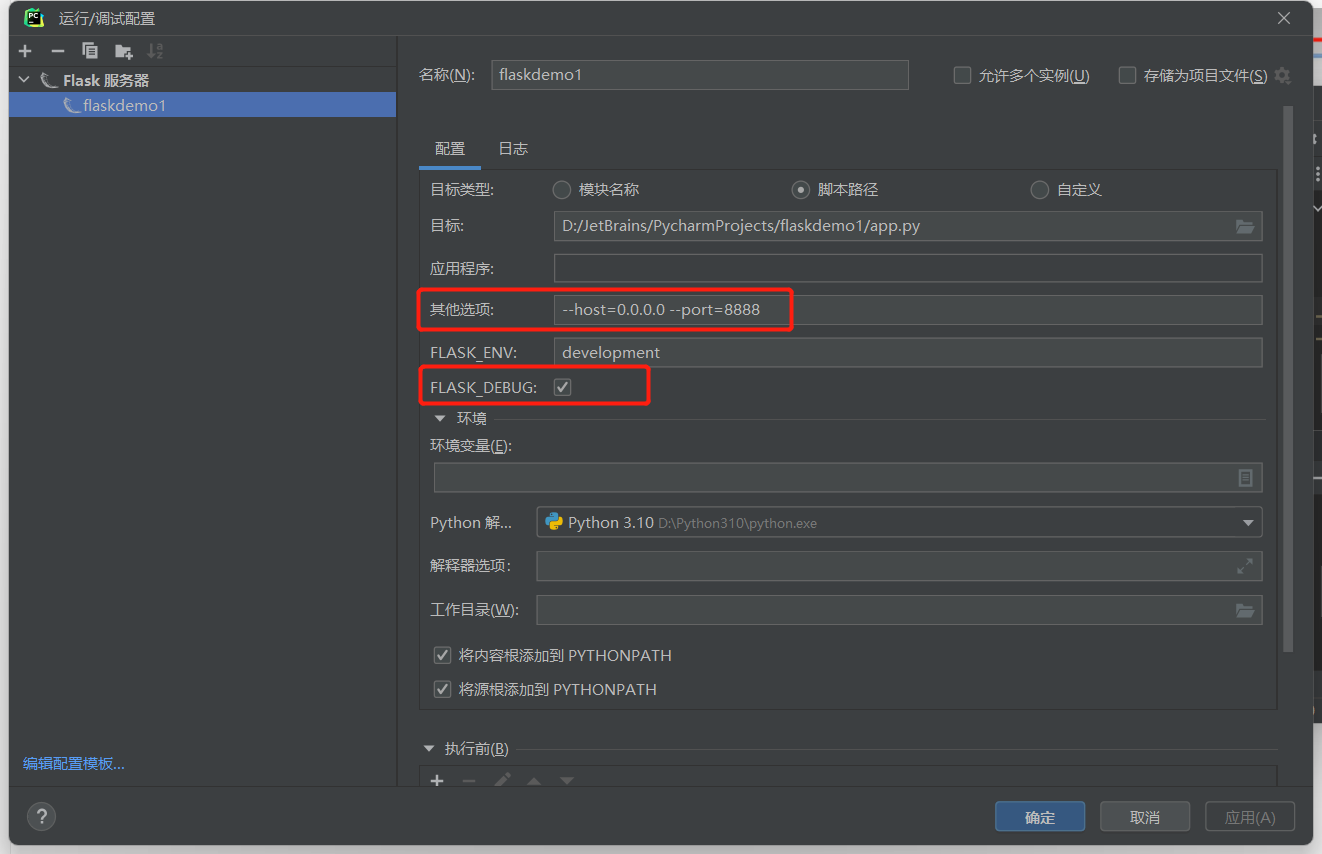 运行/调试配置
Flask 服务器
flaskdemo1
名称(N): flaskdemo1 允许多个实例(U) 存储为项目文件(S)
配置 日志
目标类型: 模块名称 脚本路径 自定义
目标: D:/JetBrains/PycharmProjects/flaskdemo1/app.py
应用程序:
其他选项: --host=0.0.0.0 --port=8888
FLASK_ENV: development
FLASK_DEBUG:
环境
环境变量(E):
Python 解... Python 3.10 D:\Python310\python.exe
解释器选项:
工作目录(W):
将内容根添加到 PYTHONPATH
将源根添加到 PYTHONPATH
执行前(B)
编辑配置模板...
? 确定 取消 应用(A)